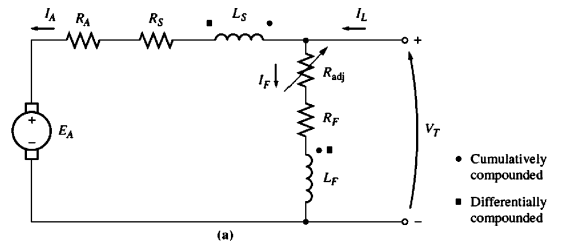 I_A R_A R_S L_S I_L
+
I_F R_adj
+ E_A R_F V_T
−
L_F
• Cumulatively
compounded
■ Differentially
compounded
−
(a)